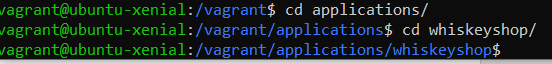 vagrant@ubuntu-xenial:/vagrant$ cd applications/
vagrant@ubuntu-xenial:/vagrant/applications$ cd whiskeyshop/
vagrant@ubuntu-xenial:/vagrant/applications/whiskeyshop$